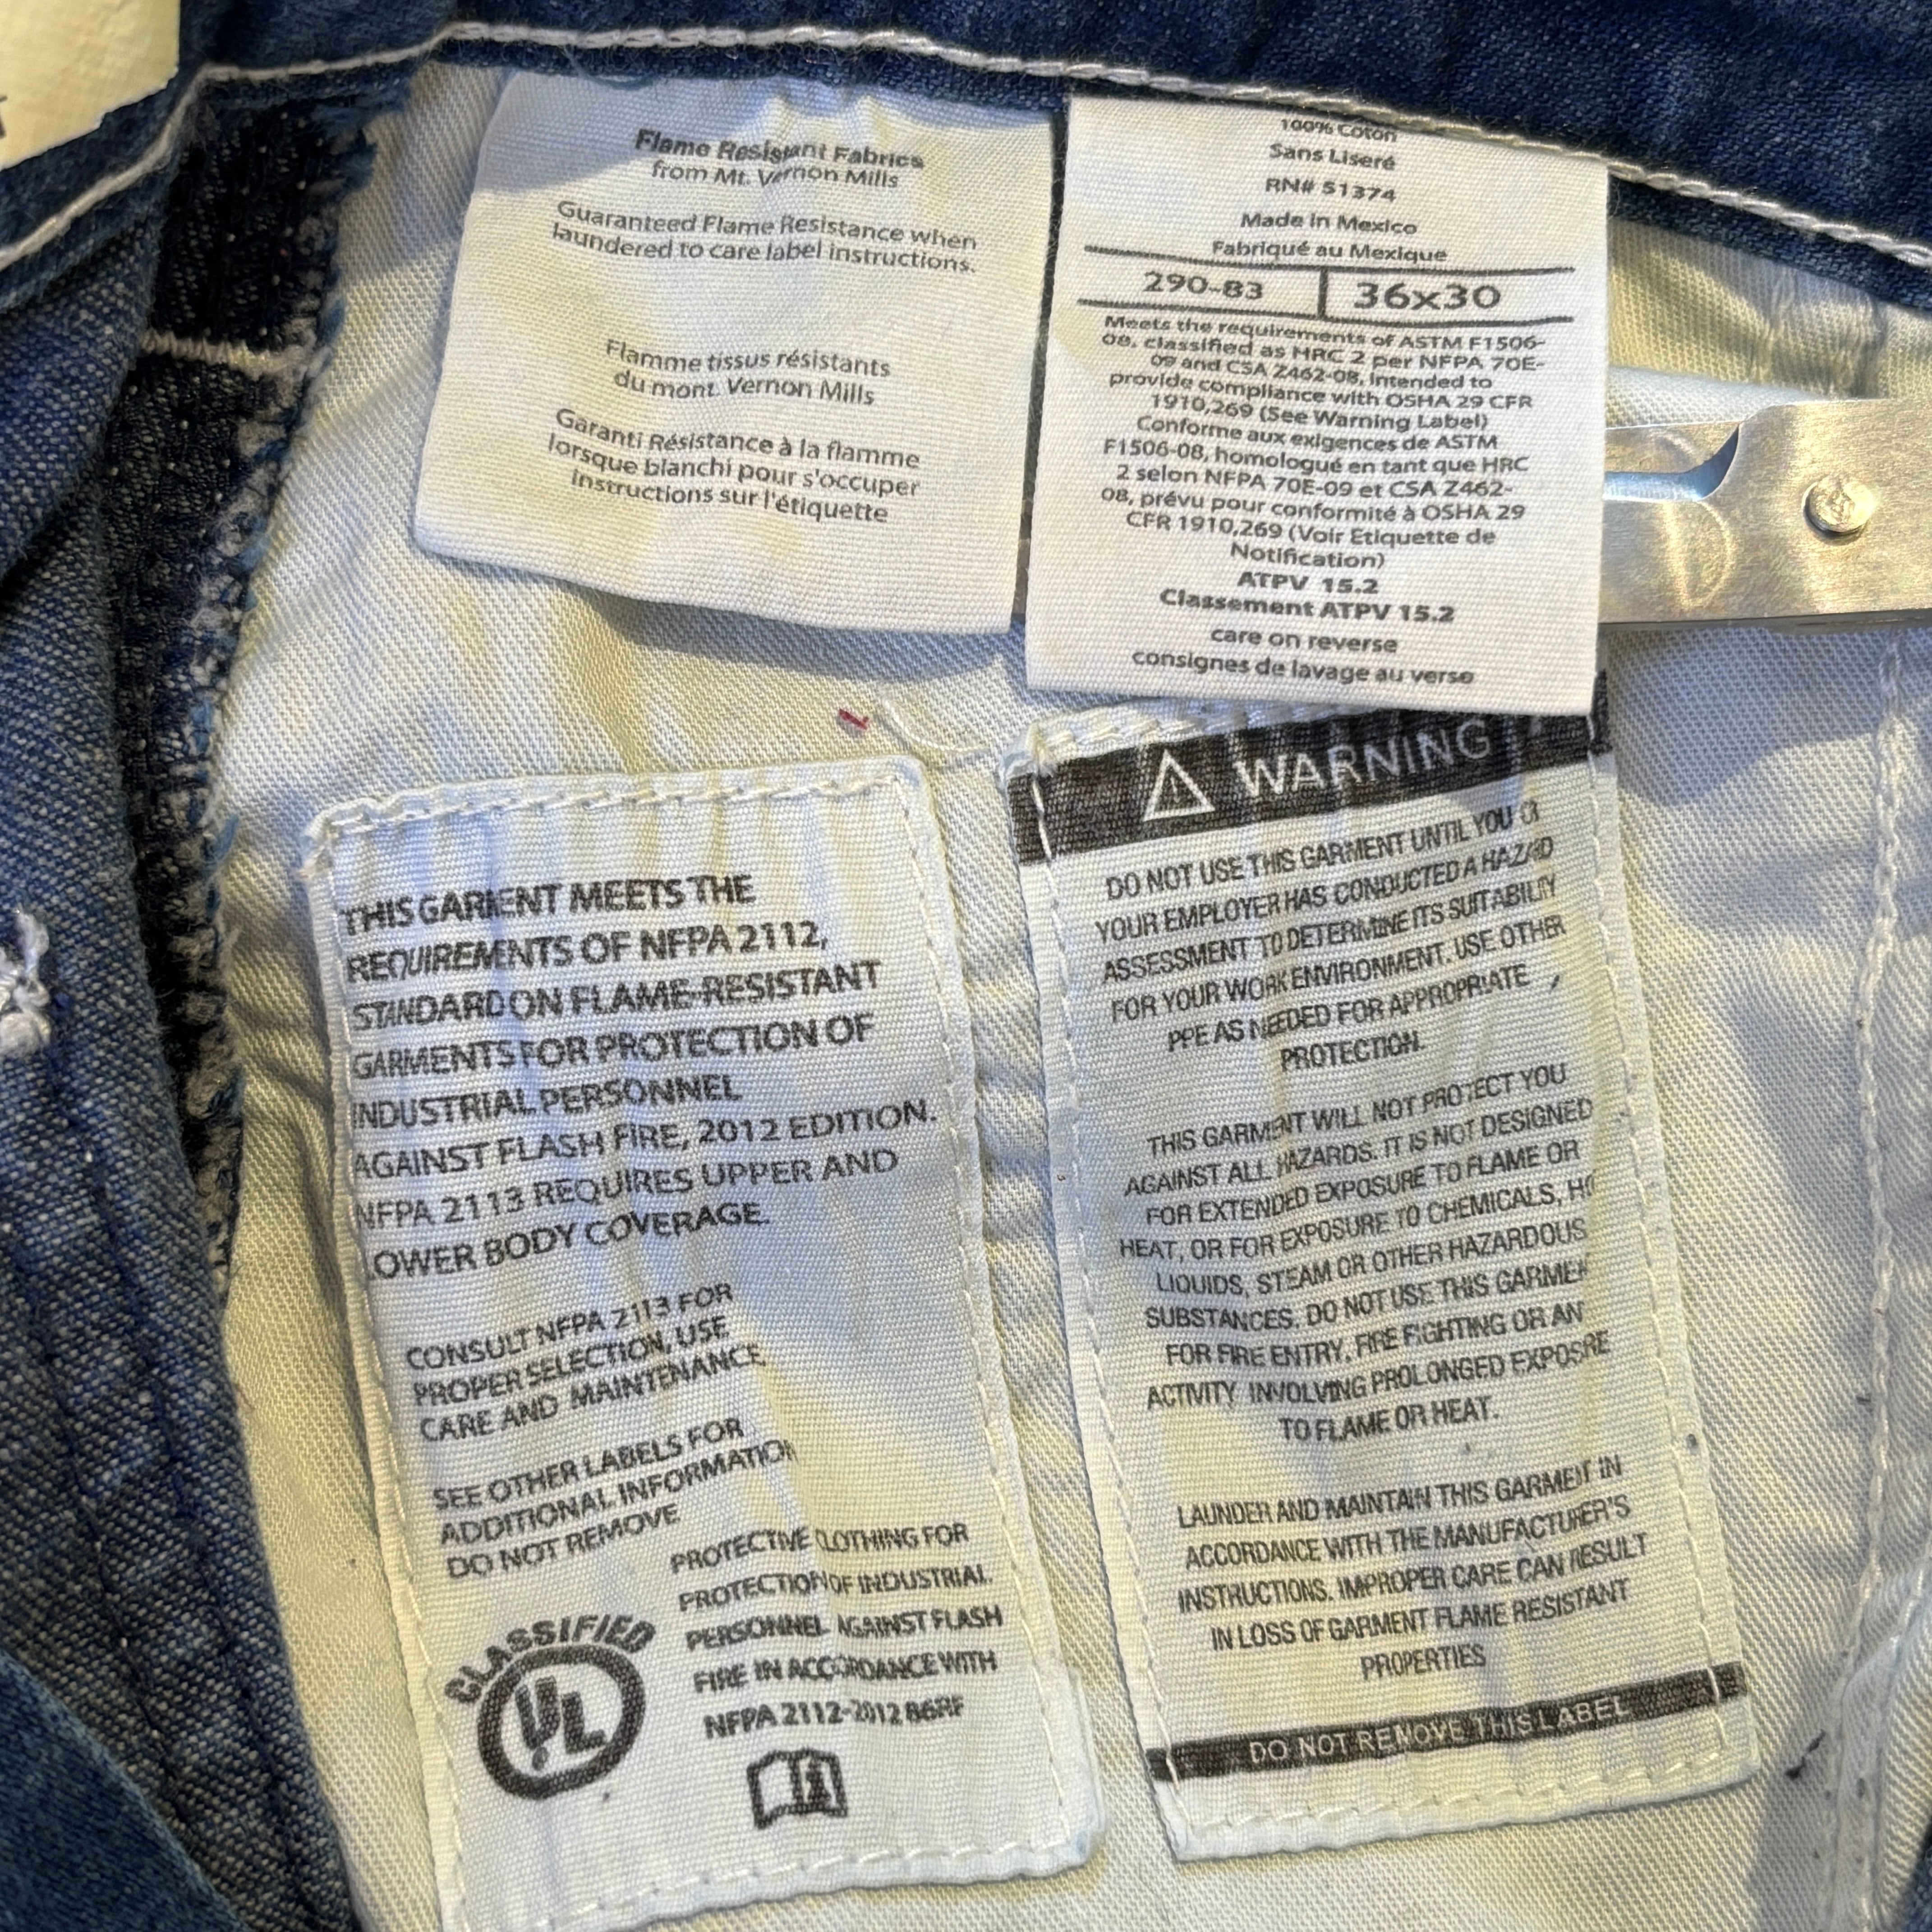 Flame Resistant Fabrics
from Mt. Vernon Mills
Guaranteed Flame Resistance when
laundered to care label instructions.
Flamme tissus résistants
du mont. Vernon Mills
Garanti Résistance à la flamme
lorsque blanchi pour s'occuper
instructions sur l'étiquette
100% Coton
Sans Liseré
RN# 51374
Made in Mexico
Fabriqué au Mexique
290-83 36x30
Meets the requirements of ASTM F1506-
08, classified as HRC 2 per NFPA 70E-
09 and CSA Z462-08, Intended to
provide compliance with OSHA 29 CFR
1910,269 (See Warning Label)
Conforme aux exigences de ASTM
F1506-08, homologué en tant que HRC
2 selon NFPA 70E-09 et CSA Z462-
08, prévu pour conformité à OSHA 29
CFR 1910,269 (Voir Etiquette de
Notification)
ATPV 15.2
Classement ATPV 15.2
care on reverse
consignes de lavage au verso
THIS GARMENT MEETS THE
REQUIREMENTS OF NFPA 2112,
STANDARD ON FLAME-RESISTANT
GARMENTS FOR PROTECTION OF
INDUSTRIAL PERSONNEL
AGAINST FLASH FIRE, 2012 EDITION.
NFPA 2113 REQUIRES UPPER AND
LOWER BODY COVERAGE.
CONSULT NFPA 2113 FOR
PROPER SELECTION, USE
CARE AND MAINTENANCE
SEE OTHER LABELS FOR
ADDITIONAL INFORMATION
DO NOT REMOVE
CLASSIFIED
UL
PROTECTIVE CLOTHING FOR
PROTECTION OF INDUSTRIAL
PERSONNEL AGAINST FLASH
FIRE IN ACCORDANCE WITH
NFPA 2112-2012 86RF
WARNING
DO NOT USE THIS GARMENT UNTIL YOU OR
YOUR EMPLOYER HAS CONDUCTED A HAZARD
ASSESSMENT TO DETERMINE ITS SUITABILITY
FOR YOUR WORK ENVIRONMENT. USE OTHER
PPE AS NEEDED FOR APPROPRIATE
PROTECTION.
THIS GARMENT WILL NOT PROTECT YOU
AGAINST ALL HAZARDS. IT IS NOT DESIGNED
FOR EXTENDED EXPOSURE TO FLAME OR
HEAT, OR FOR EXPOSURE TO CHEMICALS, HOT
LIQUIDS, STEAM OR OTHER HAZARDOUS
SUBSTANCES. DO NOT USE THIS GARMENT
FOR FIRE ENTRY, FIRE FIGHTING OR ANY
ACTIVITY INVOLVING PROLONGED EXPOSRE
TO FLAME OR HEAT.
LAUNDER AND MAINTAIN THIS GARMENT IN
ACCORDANCE WITH THE MANUFACTURER'S
INSTRUCTIONS. IMPROPER CARE CAN RESULT
IN LOSS OF GARMENT FLAME RESISTANT
PROPERTIES
DO NOT REMOVE THIS LABEL